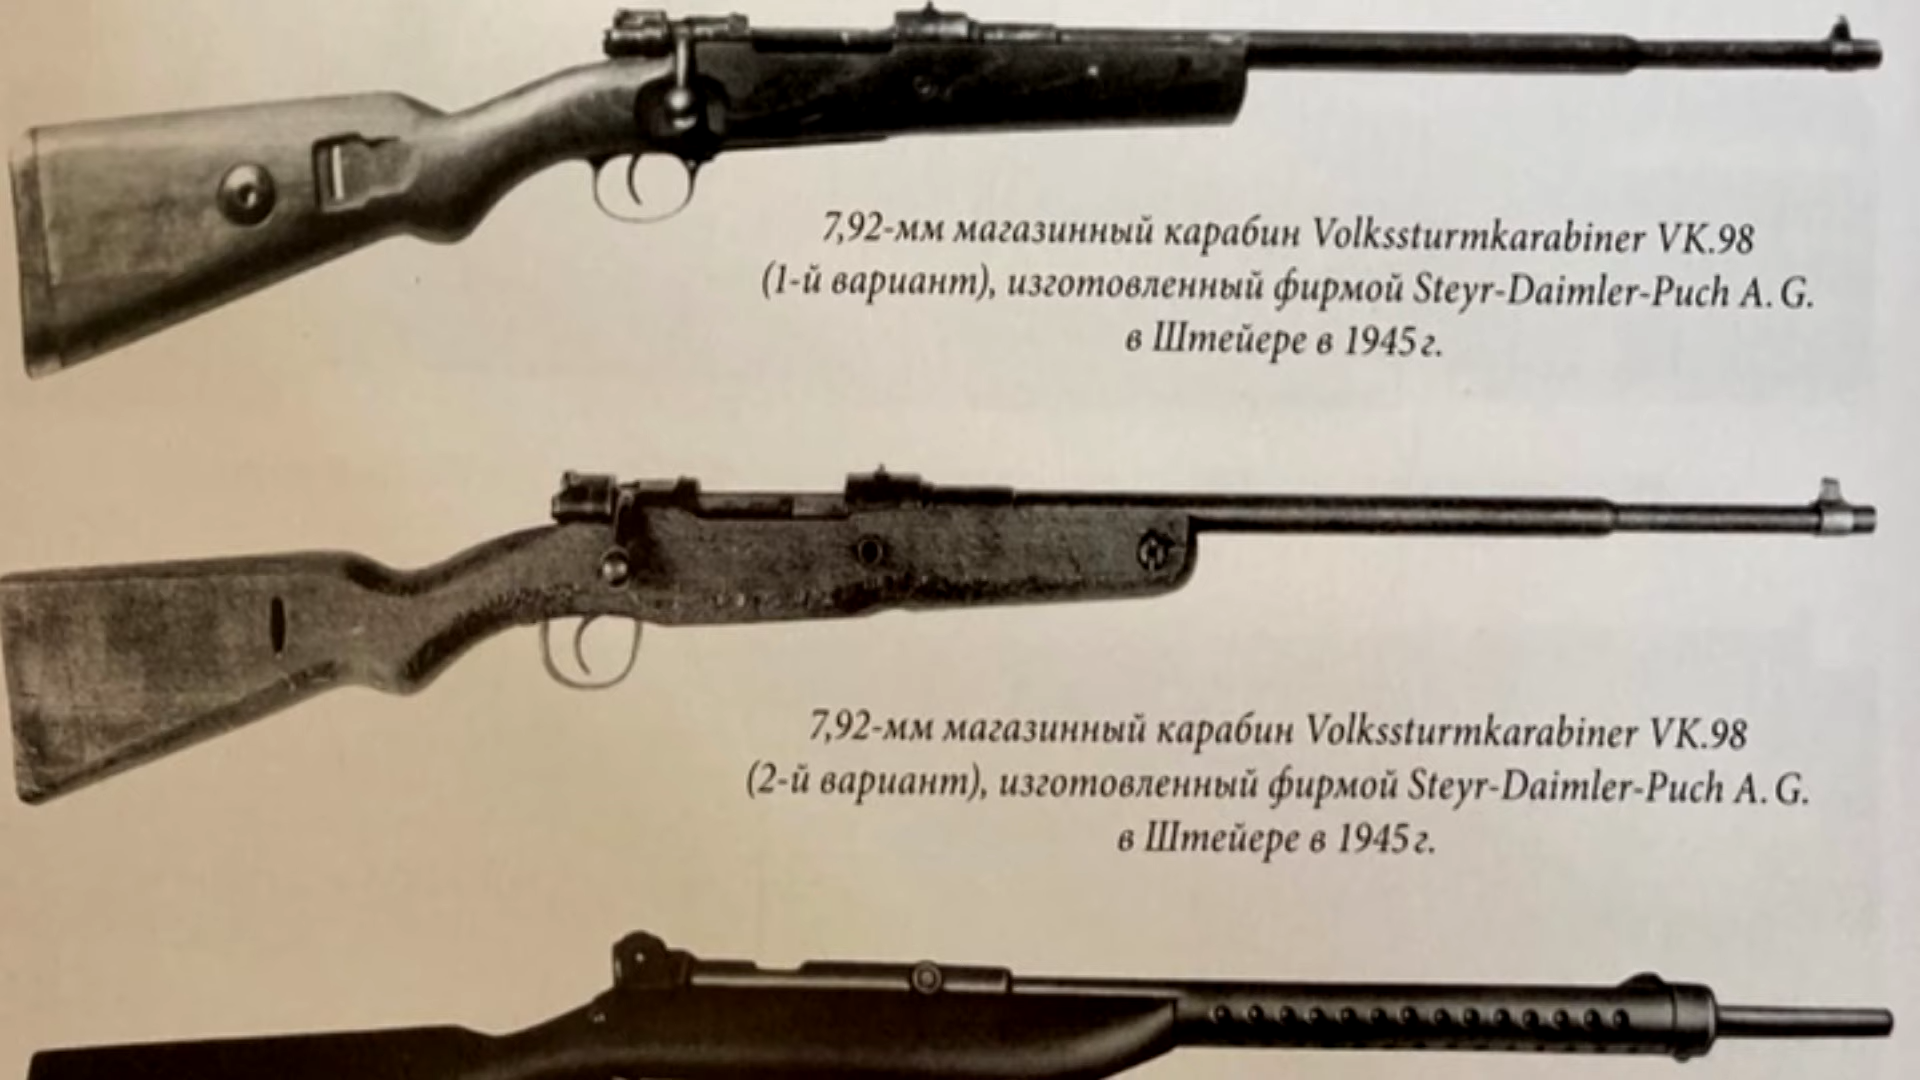 7,92-мм магазинный карабин Volkssturmkarabiner VK.98
(1-й вариант), изготовленный фирмой Steyr-Daimler-Puch A. G.
в Штейере в 1945 г.
7,92-мм магазинный карабин Volkssturmkarabiner VK.98
(2-й вариант), изготовленный фирмой Steyr-Daimler-Puch A. G.
в Штейере в 1945 г.